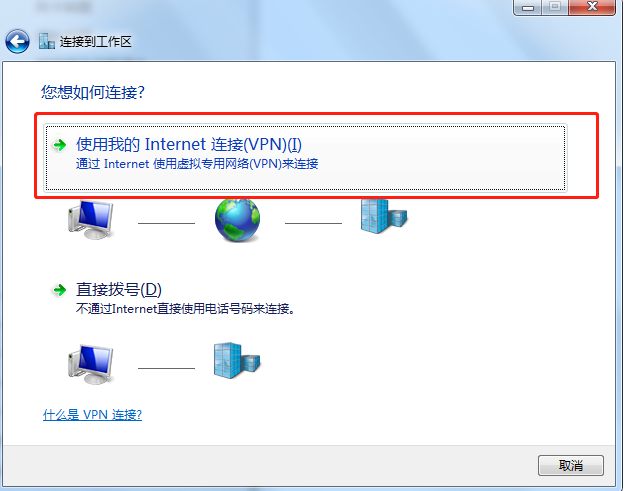 连接到工作区
您想如何连接?
使用我的 Internet 连接(VPN)(I)
通过 Internet 使用虚拟专用网络(VPN)来连接
直接拨号(D)
不通过Internet直接使用电话号码来连接。
什么是 VPN 连接?
取消